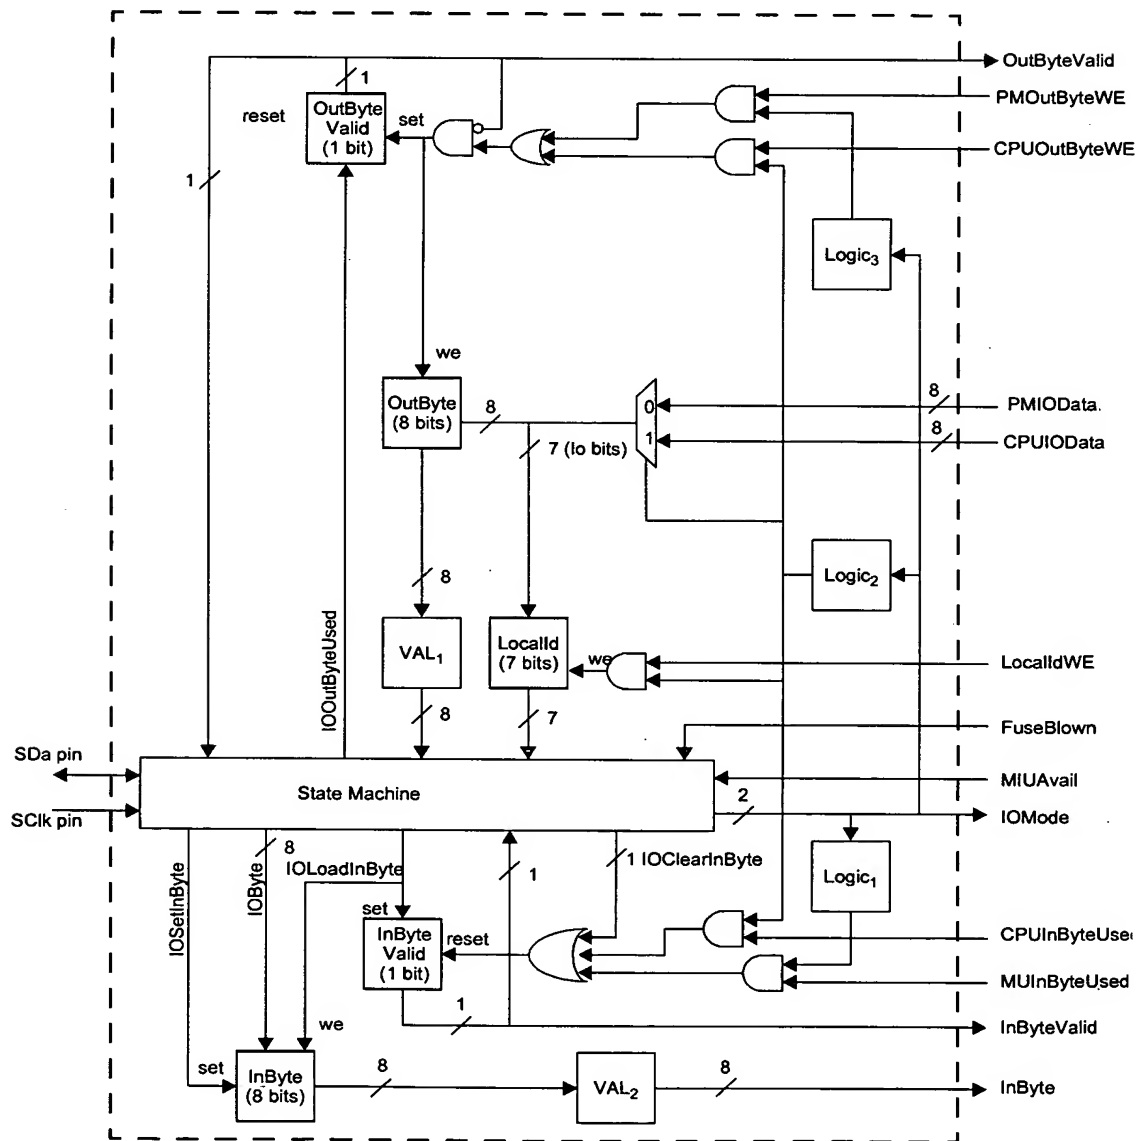 OutByteValid
1
PMOutByteWE
reset
OutByte
Valid
(1 bit)
set
CPUOutByteWE
1
Logic3
we
OutByte
(8 bits)
8
0
8
PMIOData.
1
8
CPUIOData
7 (lo bits)
Logic2
8
IOOutByteUsed
VAL1
LocalId
(7 bits)
we
LocalIdWE
8
7
FuseBlown
SDa pin
MIUAvail
State Machine
2
SClk pin
IOMode
8
IOSetInByte
IOByte
IOLoadInByte
1
1 IOClearInByte
Logic1
set
InByte
Valid
(1 bit)
reset
CPUInByteUse
MUInByteUsed
1
InByteValid
we
set
InByte
(8 bits)
8
VAL2
8
InByte